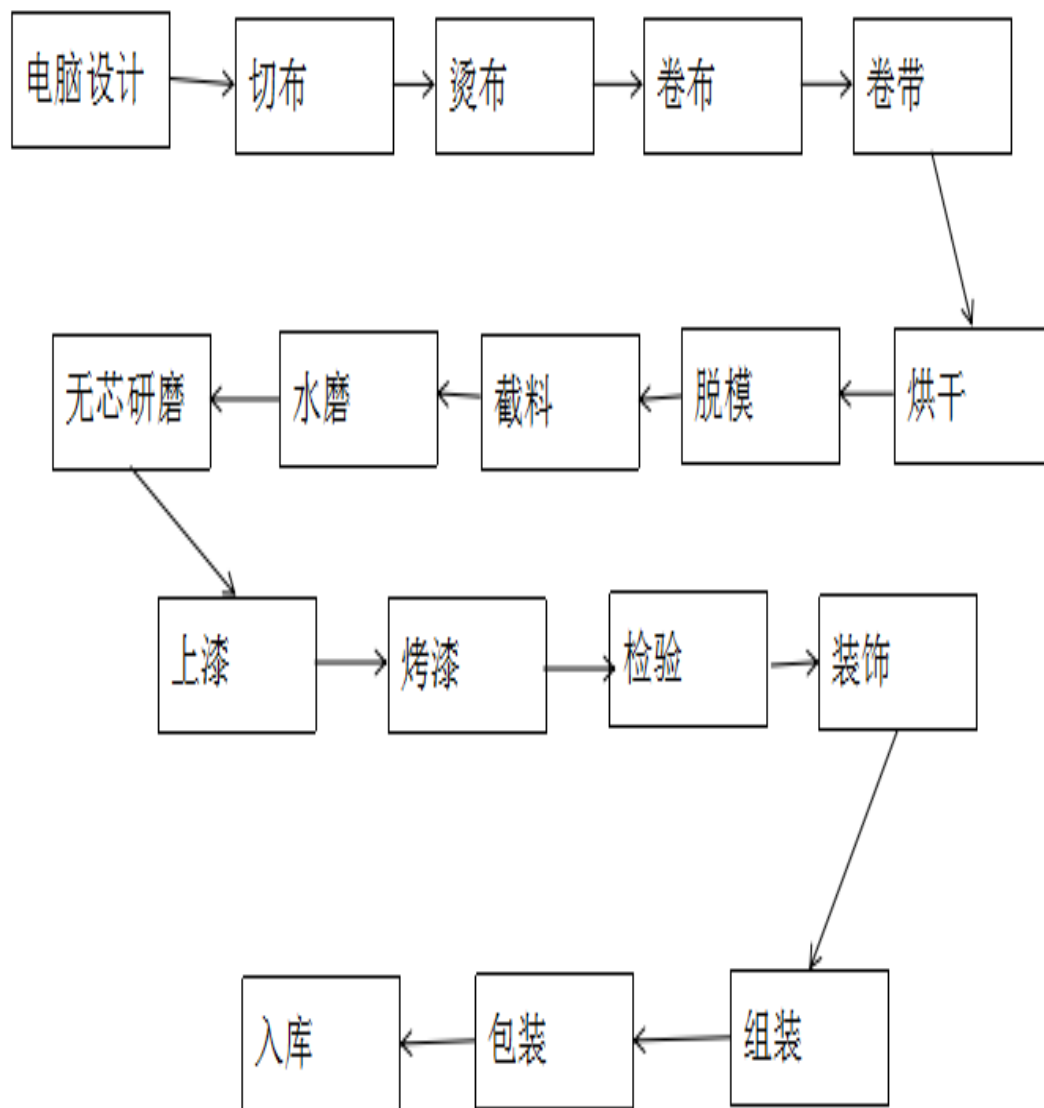 电脑设计
切布
烫布
卷布
卷带
烘干
脱模
截料
水磨
无芯研磨
上漆
烤漆
检验
装饰
组装
包装
入库